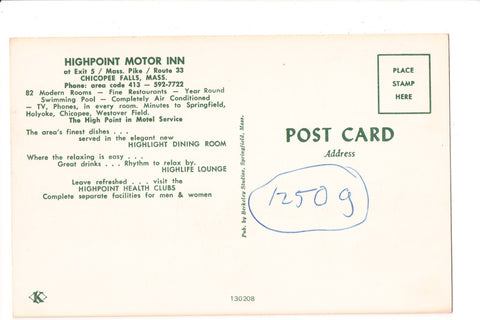 HIGHPOINT MOTOR INN
at Exit 5 / Mass. Pike / Route 33
CHICOPEE FALLS, MASS.
Phone: area code 413 — 592-7722
82 Modern Rooms — Fine Restaurants — Year Round
Swimming Pool — Completely Air Conditioned
— TV, Phones, in every room. Minutes to Springfield,
Holyoke, Chicopee, Westover Field.
The High Point in Motel Service
The area's finest dishes . . .
served in the elegant new
HIGHLIGHT DINING ROOM
Where the relaxing is easy . . .
Great drinks . . . Rhythm to relax by.
HIGHLIFE LOUNGE
Leave refreshed . . . visit the
HIGHPOINT HEALTH CLUBS
Complete separate facilities for men & women
K
Pub. by Berkeley Studios, Springfield, Mass.
130208
PLACE
STAMP
HERE
POST CARD
Address
1250g